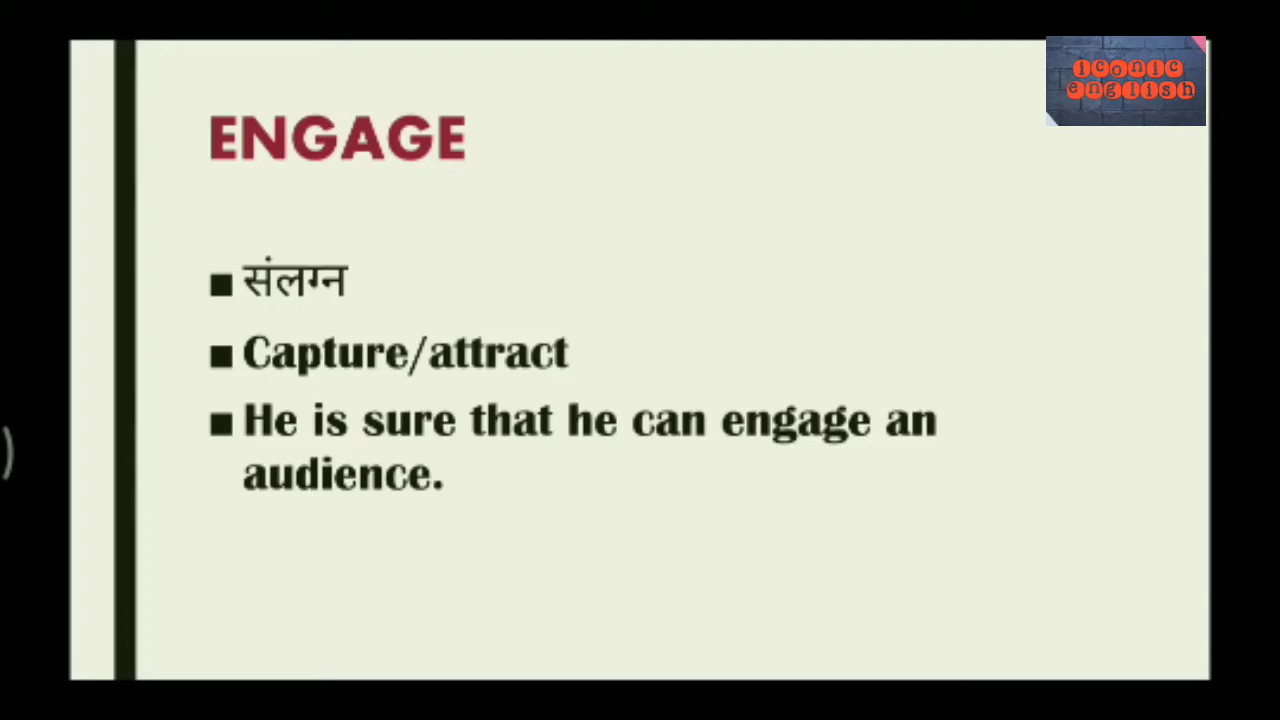 iconic
english
ENGAGE
संलग्न
Capture/attract
He is sure that he can engage an
audience.